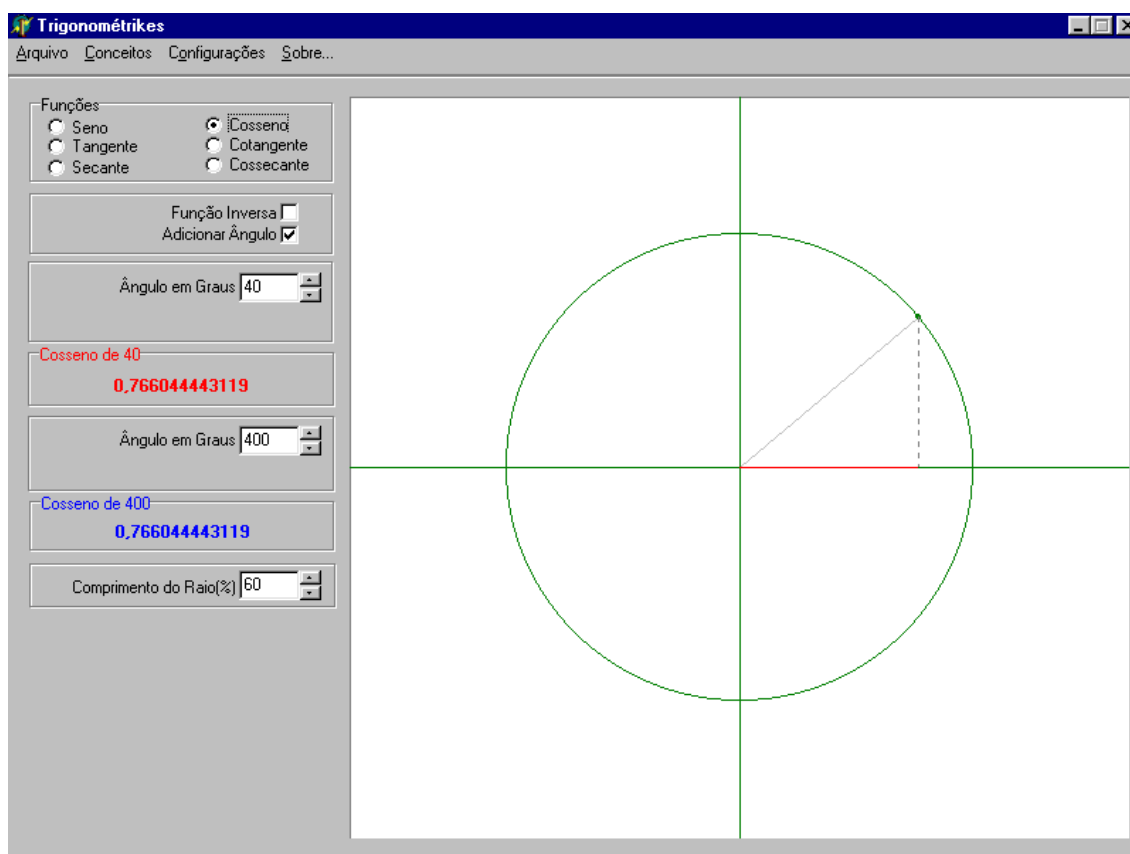 Trigonométrikes
Arquivo Conceitos Configurações Sobre...
Funções
Seno Cosseno
Tangente Cotangente
Secante Cossecante
Função Inversa
Adicionar Ângulo
Ângulo em Graus 40
Cosseno de 40
0,766044443119
Ângulo em Graus 400
Cosseno de 400
0,766044443119
Comprimento do Raio(%) 60